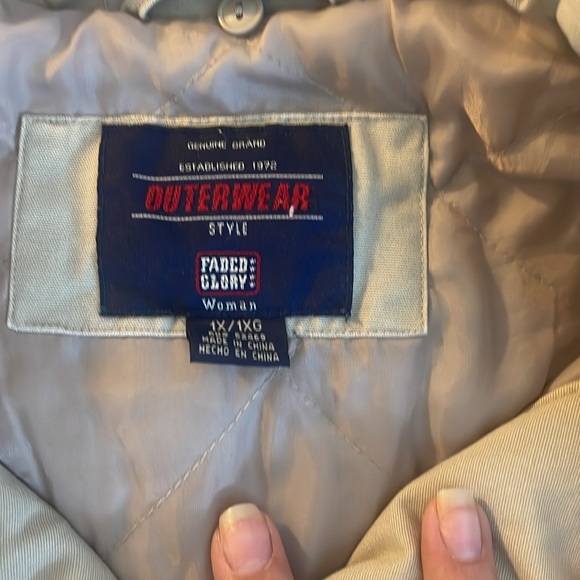 GENUINE BRAND
ESTABLISHED 1972
OUTERWEAR
STYLE
FADED
GLORY
Woman
1X/1XG
MADE IN CHINA
HECHO EN CHINA